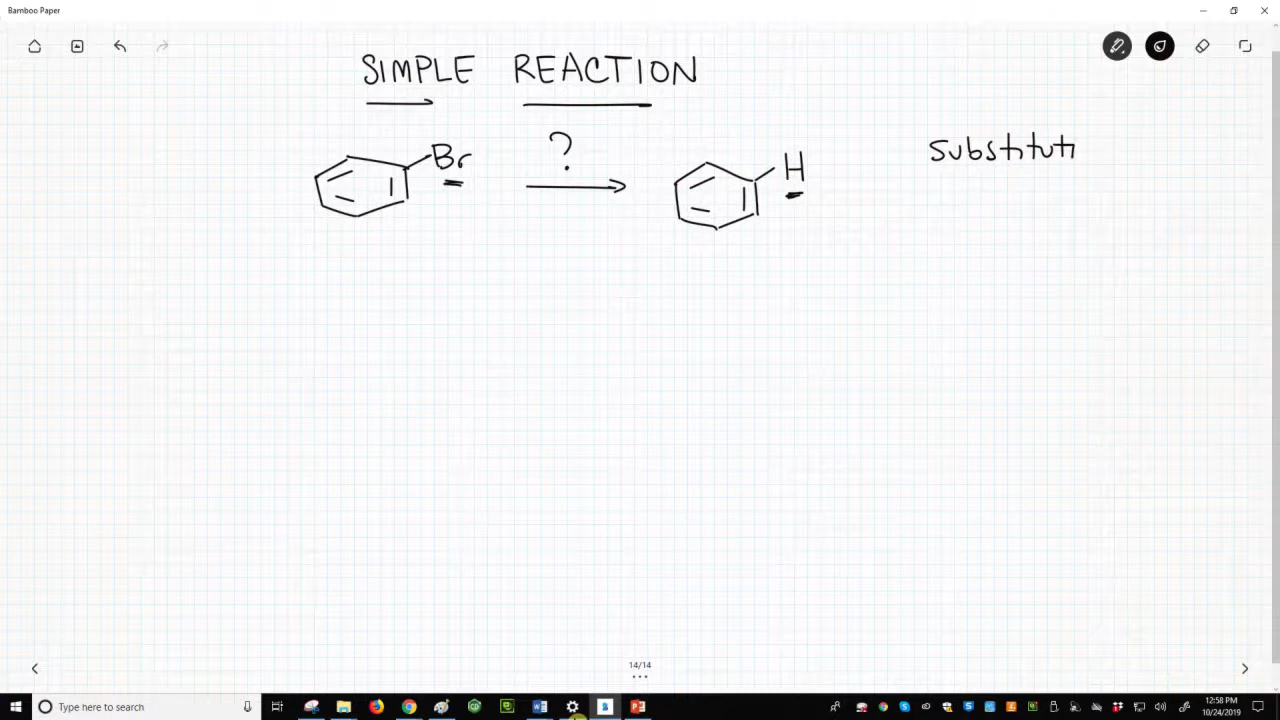 Bamboo Paper
SIMPLE REACTION
Br
?
H
Substituti
14/14
Type here to search
12:58 PM
10/24/2019